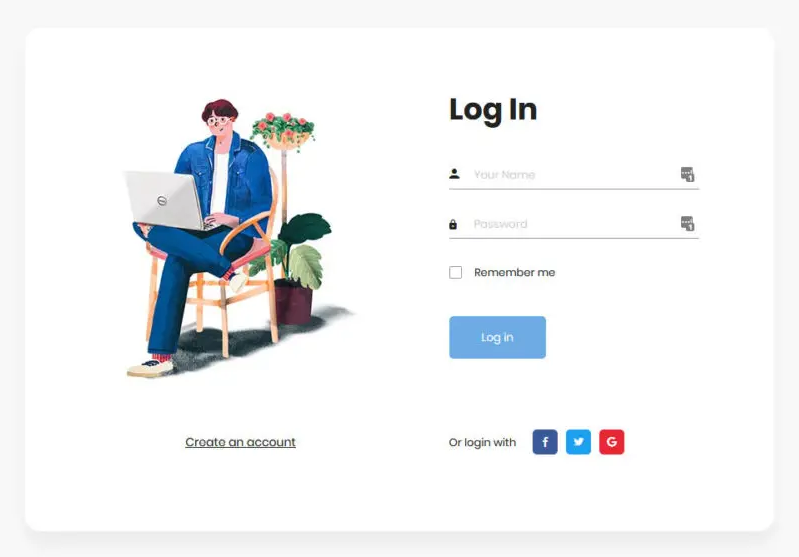 Log In
Your Name
Password
Remember me
Log in
Create an account
Or login with